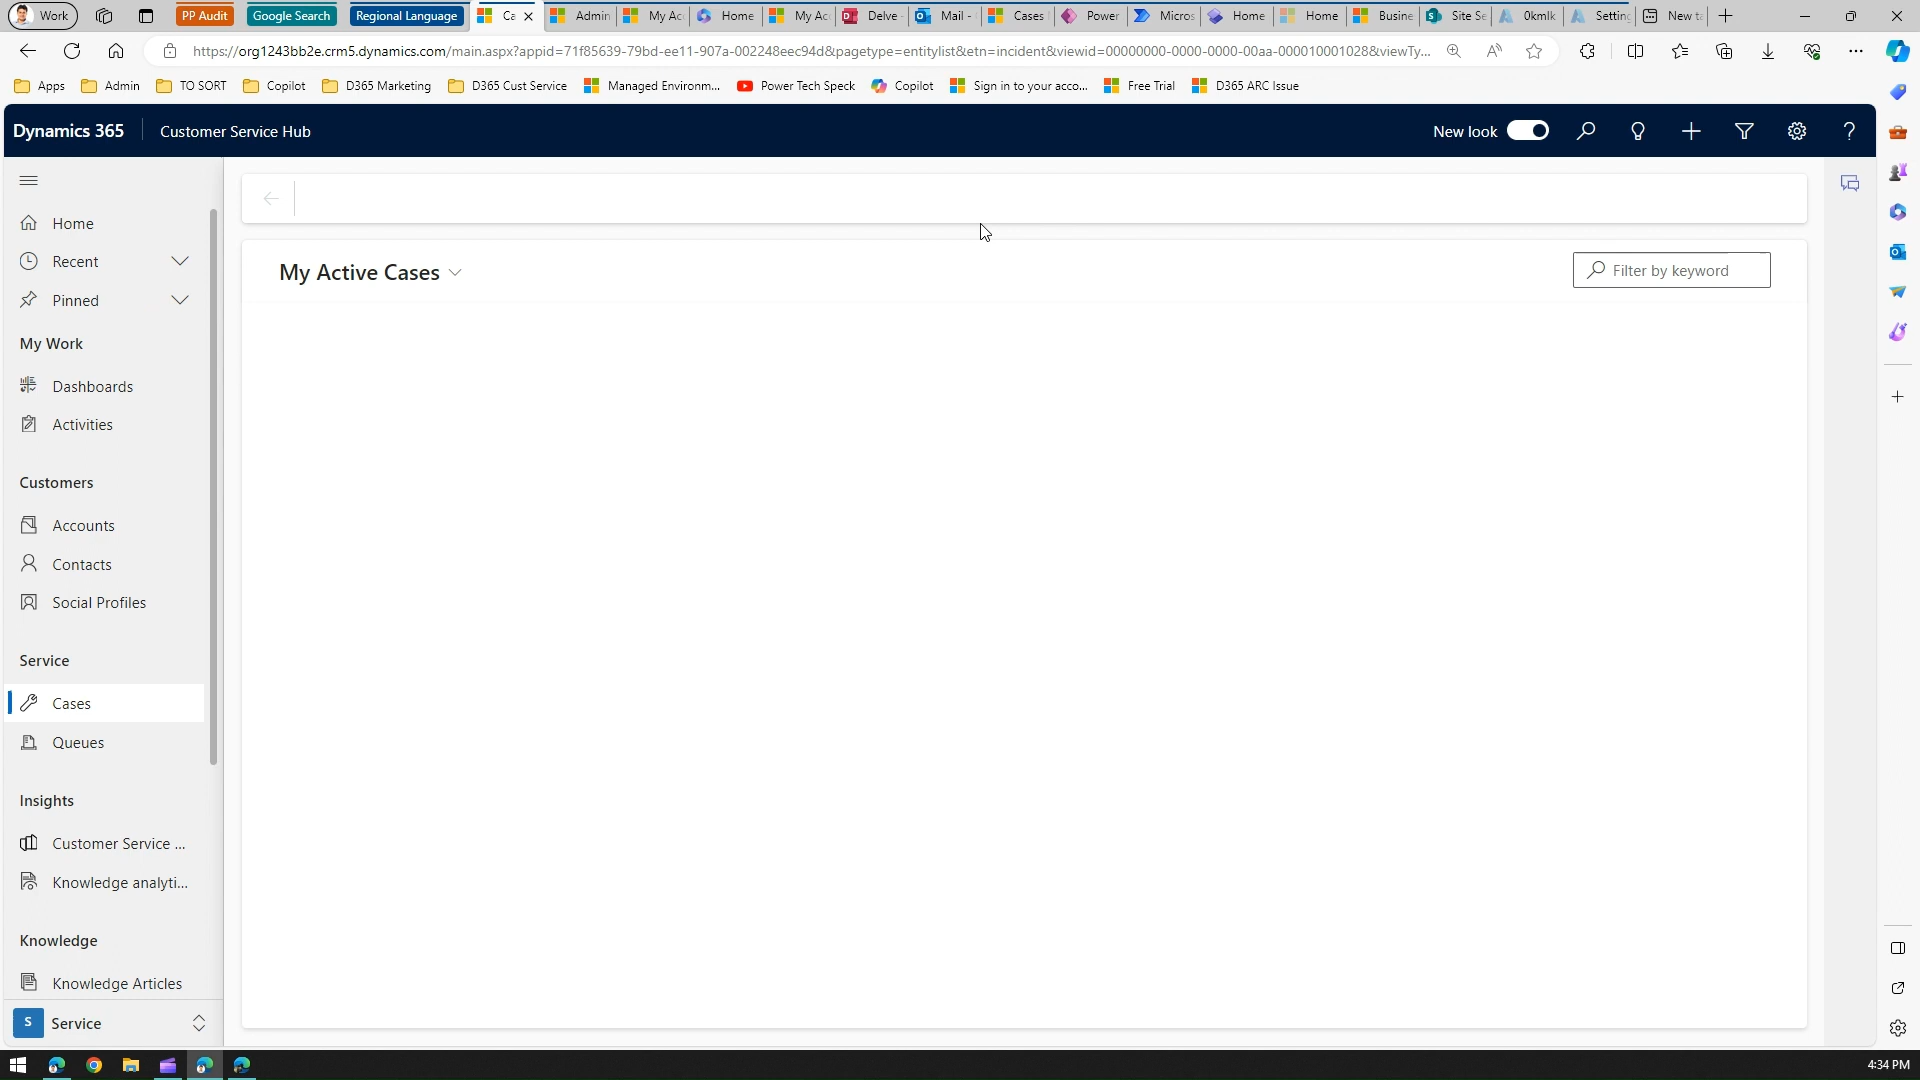 Work PP Audit Google Search Regional Language Ca Admin My Acc Home My Acc Delve - Mail - Cases Power Micros Home Home Busine Site Se 0kmlk Setting New ta
https://org1243bb2e.crm5.dynamics.com/main.aspx?appid=71f85639-79bd-ee11-907a-002248eec94d&pagetype=entitylist&etn=incident&viewid=00000000-0000-0000-00aa-000010001028&viewTy...
Apps Admin TO SORT Copilot D365 Marketing D365 Cust Service Managed Environm... Power Tech Speck Copilot Sign in to your acco... Free Trial D365 ARC Issue
Dynamics 365 Customer Service Hub New look
Home
Recent
Pinned
My Active Cases Filter by keyword
My Work
Dashboards
Activities
Customers
Accounts
Contacts
Social Profiles
Service
Cases
Queues
Insights
Customer Service ...
Knowledge analyti...
Knowledge
Knowledge Articles
S Service
4:34 PM